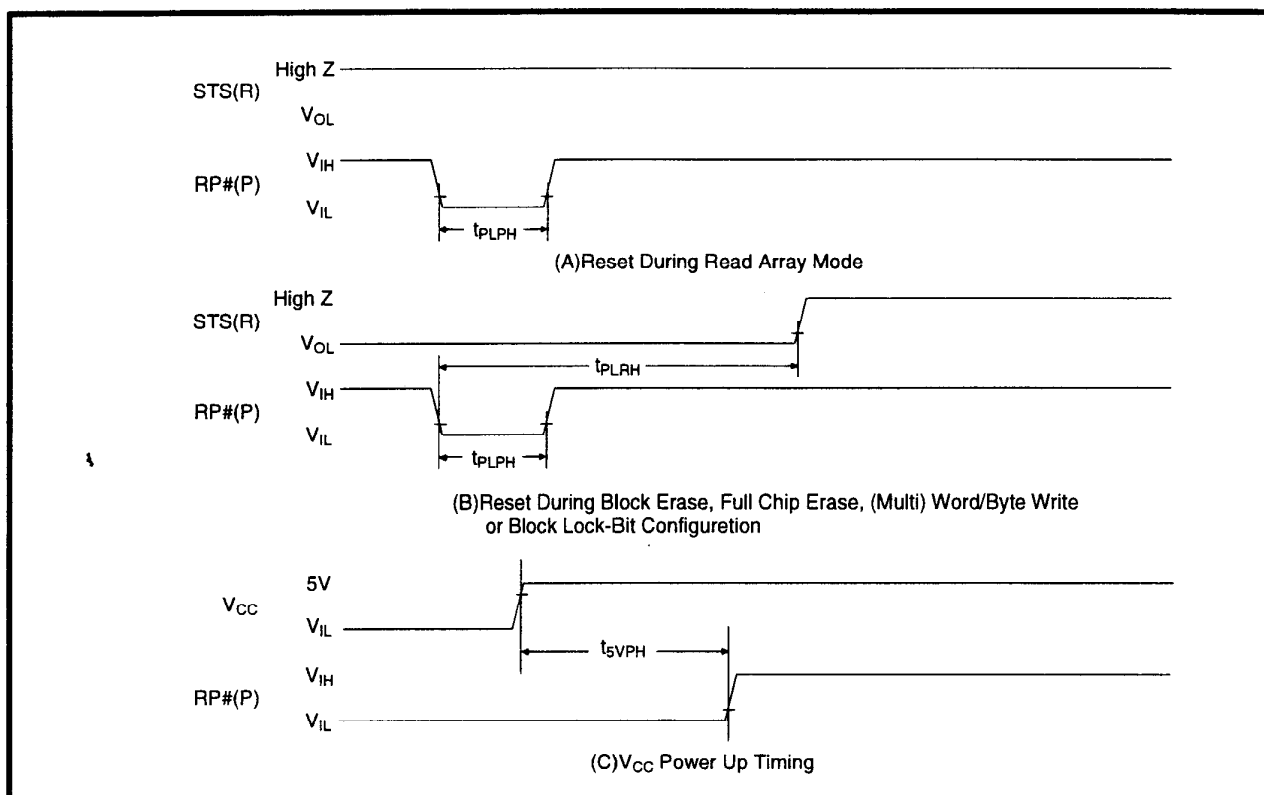 High Z
STS(R)
VOL
VIH
RP#(P)
VIL
tPLPH
(A)Reset During Read Array Mode
High Z
STS(R)
VOL
tPLRH
VIH
RP#(P)
VIL
tPLPH
(B)Reset During Block Erase, Full Chip Erase, (Multi) Word/Byte Write
or Block Lock-Bit Configuretion
5V
VCC
VIL
t5VPH
VIH
RP#(P)
VIL
(C)VCC Power Up Timing